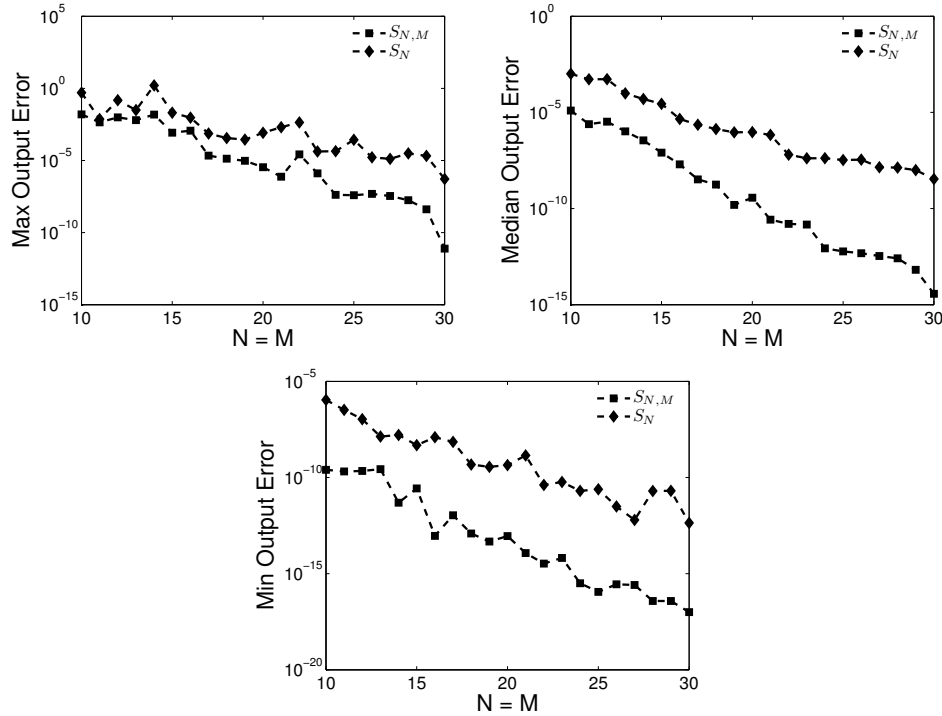 10^5
10^0
10^-5
10^-10
10^-15
Max Output Error
10 15 20 25 30
N = M
S_{N,M}
S_N
10^0
10^-5
10^-10
10^-15
Median Output Error
10 15 20 25 30
N = M
S_{N,M}
S_N
10^-5
10^-10
10^-15
10^-20
Min Output Error
10 15 20 25 30
N = M
S_{N,M}
S_N